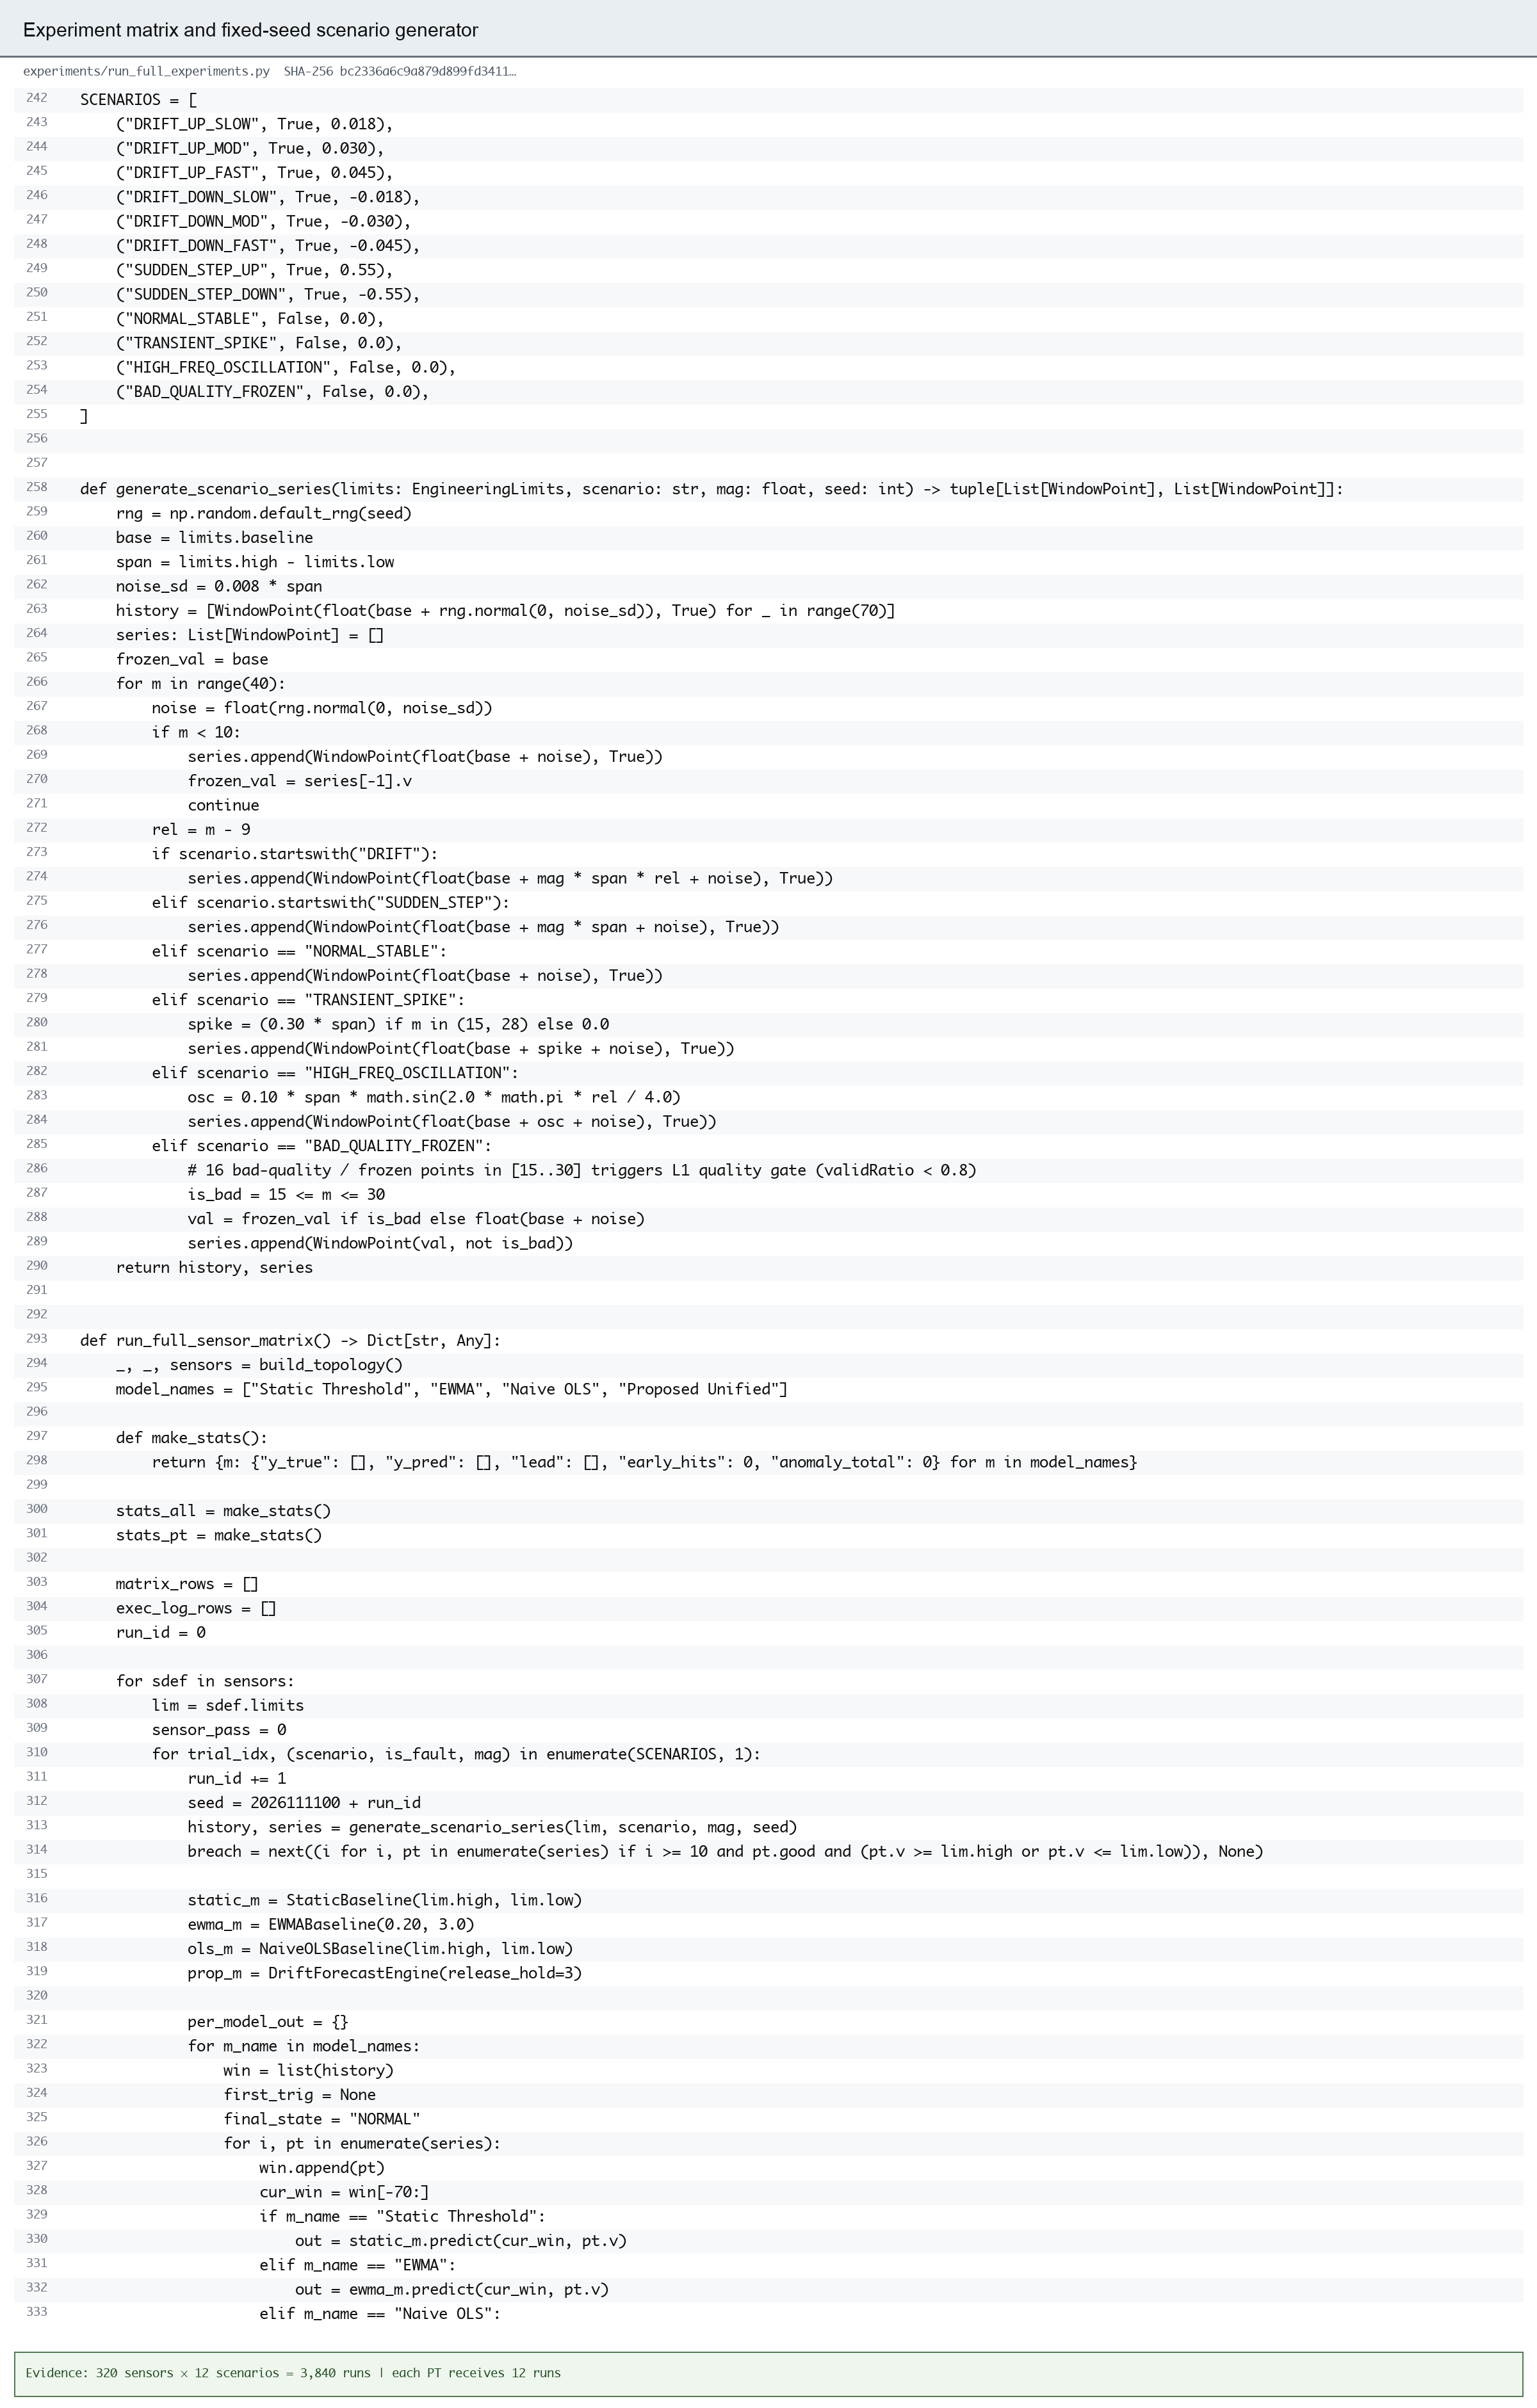 Experiment matrix and fixed-seed scenario generator
experiments/run_full_experiments.py  SHA-256 bc2336a6c9a879d899fd3411…
242 SCENARIOS = [
243     ("DRIFT_UP_SLOW", True, 0.018),
244     ("DRIFT_UP_MOD", True, 0.030),
245     ("DRIFT_UP_FAST", True, 0.045),
246     ("DRIFT_DOWN_SLOW", True, -0.018),
247     ("DRIFT_DOWN_MOD", True, -0.030),
248     ("DRIFT_DOWN_FAST", True, -0.045),
249     ("SUDDEN_STEP_UP", True, 0.55),
250     ("SUDDEN_STEP_DOWN", True, -0.55),
251     ("NORMAL_STABLE", False, 0.0),
252     ("TRANSIENT_SPIKE", False, 0.0),
253     ("HIGH_FREQ_OSCILLATION", False, 0.0),
254     ("BAD_QUALITY_FROZEN", False, 0.0),
255 ]
256
257
258 def generate_scenario_series(limits: EngineeringLimits, scenario: str, mag: float, seed: int) -> tuple[List[WindowPoint], List[WindowPoint]]:
259     rng = np.random.default_rng(seed)
260     base = limits.baseline
261     span = limits.high - limits.low
262     noise_sd = 0.008 * span
263     history = [WindowPoint(float(base + rng.normal(0, noise_sd)), True) for _ in range(70)]
264     series: List[WindowPoint] = []
265     frozen_val = base
266     for m in range(40):
267         noise = float(rng.normal(0, noise_sd))
268         if m < 10:
269             series.append(WindowPoint(float(base + noise), True))
270             frozen_val = series[-1].v
271             continue
272         rel = m - 9
273         if scenario.startswith("DRIFT"):
274             series.append(WindowPoint(float(base + mag * span * rel + noise), True))
275         elif scenario.startswith("SUDDEN_STEP"):
276             series.append(WindowPoint(float(base + mag * span + noise), True))
277         elif scenario == "NORMAL_STABLE":
278             series.append(WindowPoint(float(base + noise), True))
279         elif scenario == "TRANSIENT_SPIKE":
280             spike = (0.30 * span) if m in (15, 28) else 0.0
281             series.append(WindowPoint(float(base + spike + noise), True))
282         elif scenario == "HIGH_FREQ_OSCILLATION":
283             osc = 0.10 * span * math.sin(2.0 * math.pi * rel / 4.0)
284             series.append(WindowPoint(float(base + osc + noise), True))
285         elif scenario == "BAD_QUALITY_FROZEN":
286             # 16 bad-quality / frozen points in [15..30] triggers L1 quality gate (validRatio < 0.8)
287             is_bad = 15 <= m <= 30
288             val = frozen_val if is_bad else float(base + noise)
289             series.append(WindowPoint(val, not is_bad))
290     return history, series
291
292
293 def run_full_sensor_matrix() -> Dict[str, Any]:
294     _, _, sensors = build_topology()
295     model_names = ["Static Threshold", "EWMA", "Naive OLS", "Proposed Unified"]
296
297     def make_stats():
298         return {m: {"y_true": [], "y_pred": [], "lead": [], "early_hits": 0, "anomaly_total": 0} for m in model_names}
299
300     stats_all = make_stats()
301     stats_pt = make_stats()
302
303     matrix_rows = []
304     exec_log_rows = []
305     run_id = 0
306
307     for sdef in sensors:
308         lim = sdef.limits
309         sensor_pass = 0
310         for trial_idx, (scenario, is_fault, mag) in enumerate(SCENARIOS, 1):
311             run_id += 1
312             seed = 2026111100 + run_id
313             history, series = generate_scenario_series(lim, scenario, mag, seed)
314             breach = next((i for i, pt in enumerate(series) if i >= 10 and pt.good and (pt.v >= lim.high or pt.v <= lim.low)), None)
315
316             static_m = StaticBaseline(lim.high, lim.low)
317             ewma_m = EWMABaseline(0.20, 3.0)
318             ols_m = NaiveOLSBaseline(lim.high, lim.low)
319             prop_m = DriftForecastEngine(release_hold=3)
320
321             per_model_out = {}
322             for m_name in model_names:
323                 win = list(history)
324                 first_trig = None
325                 final_state = "NORMAL"
326                 for i, pt in enumerate(series):
327                     win.append(pt)
328                     cur_win = win[-70:]
329                     if m_name == "Static Threshold":
330                         out = static_m.predict(cur_win, pt.v)
331                     elif m_name == "EWMA":
332                         out = ewma_m.predict(cur_win, pt.v)
333                     elif m_name == "Naive OLS":
Evidence: 320 sensors × 12 scenarios = 3,840 runs | each PT receives 12 runs